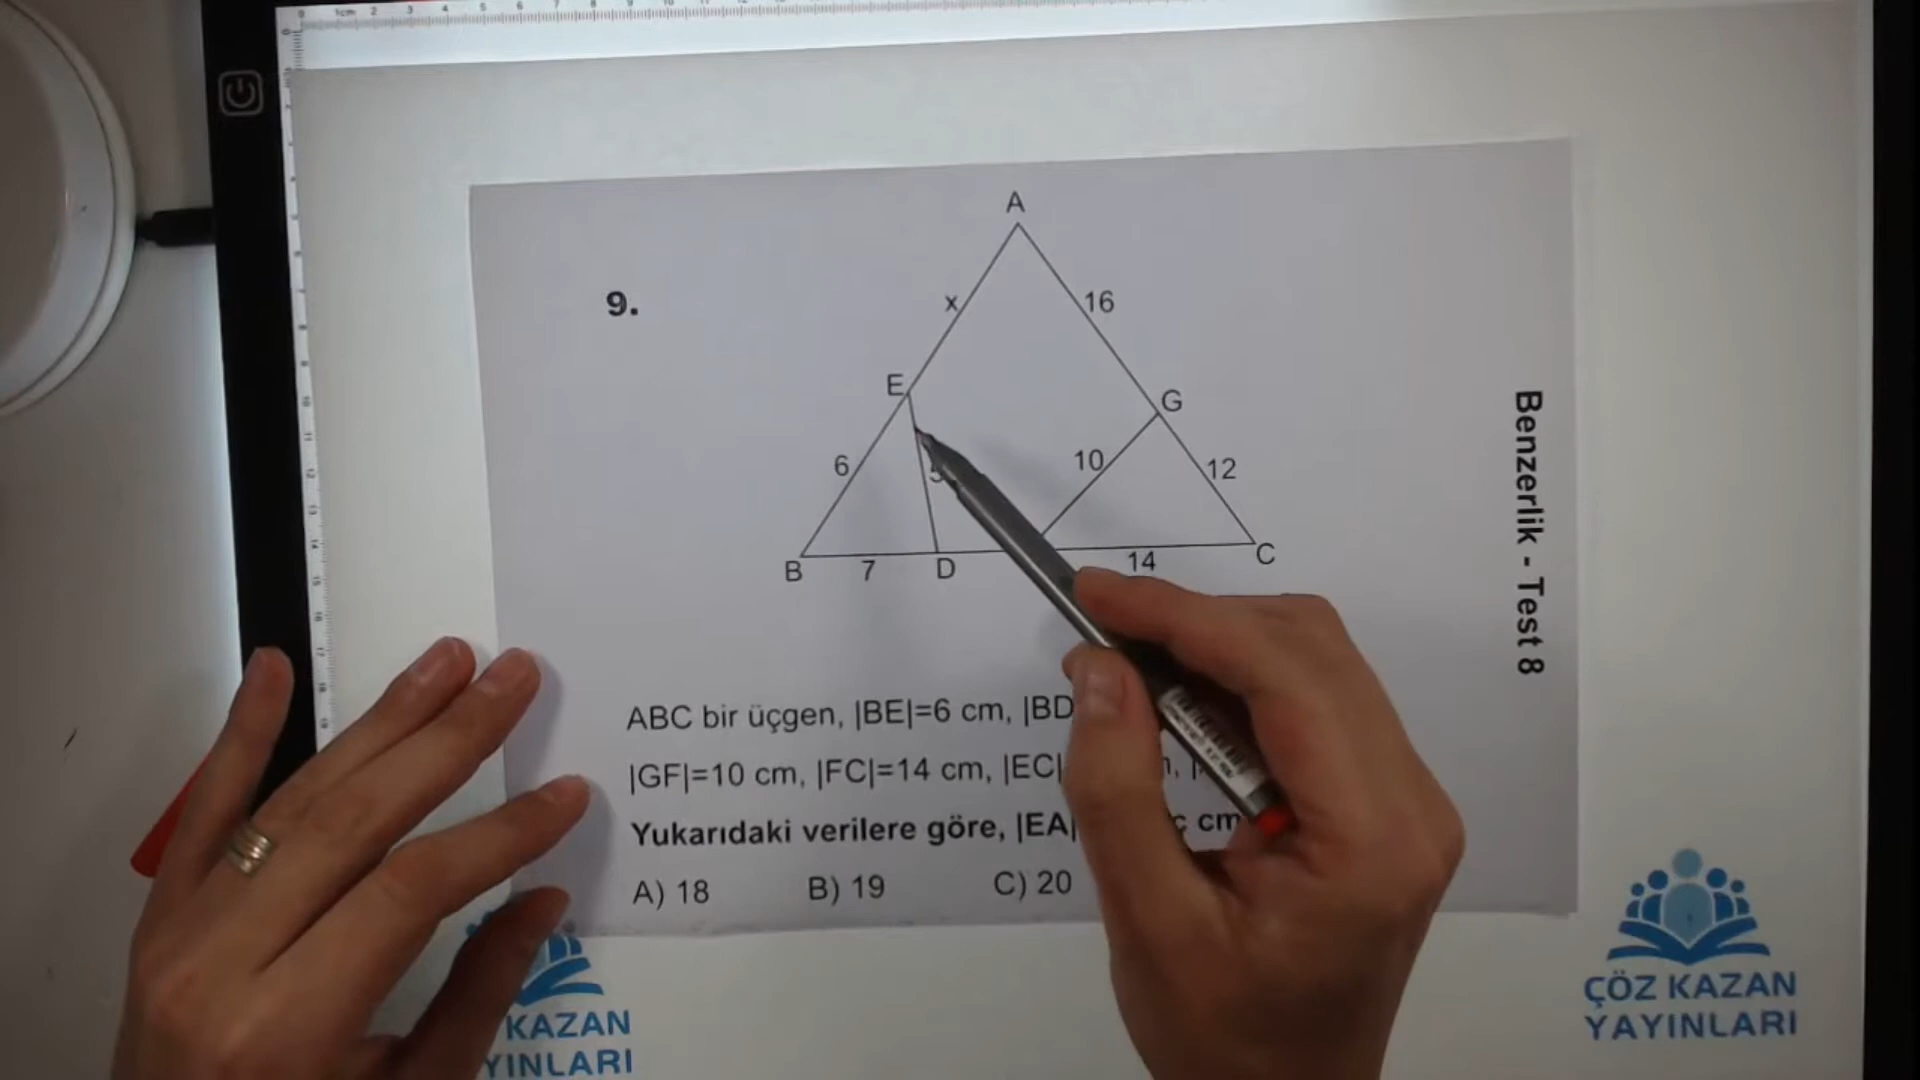 9.
A
x
16
E
G
6
10
12
B
7
D
14
C
Benzerlik - Test 8
ABC bir üçgen, |BE|=6 cm, |BD
|GF|=10 cm, |FC|=14 cm, |EC|
Yukarıdaki verilere göre, |EA| cm
A) 18 B) 19 C) 20
KAZAN
YINLARI
ÇÖZ KAZAN
YAYINLARI